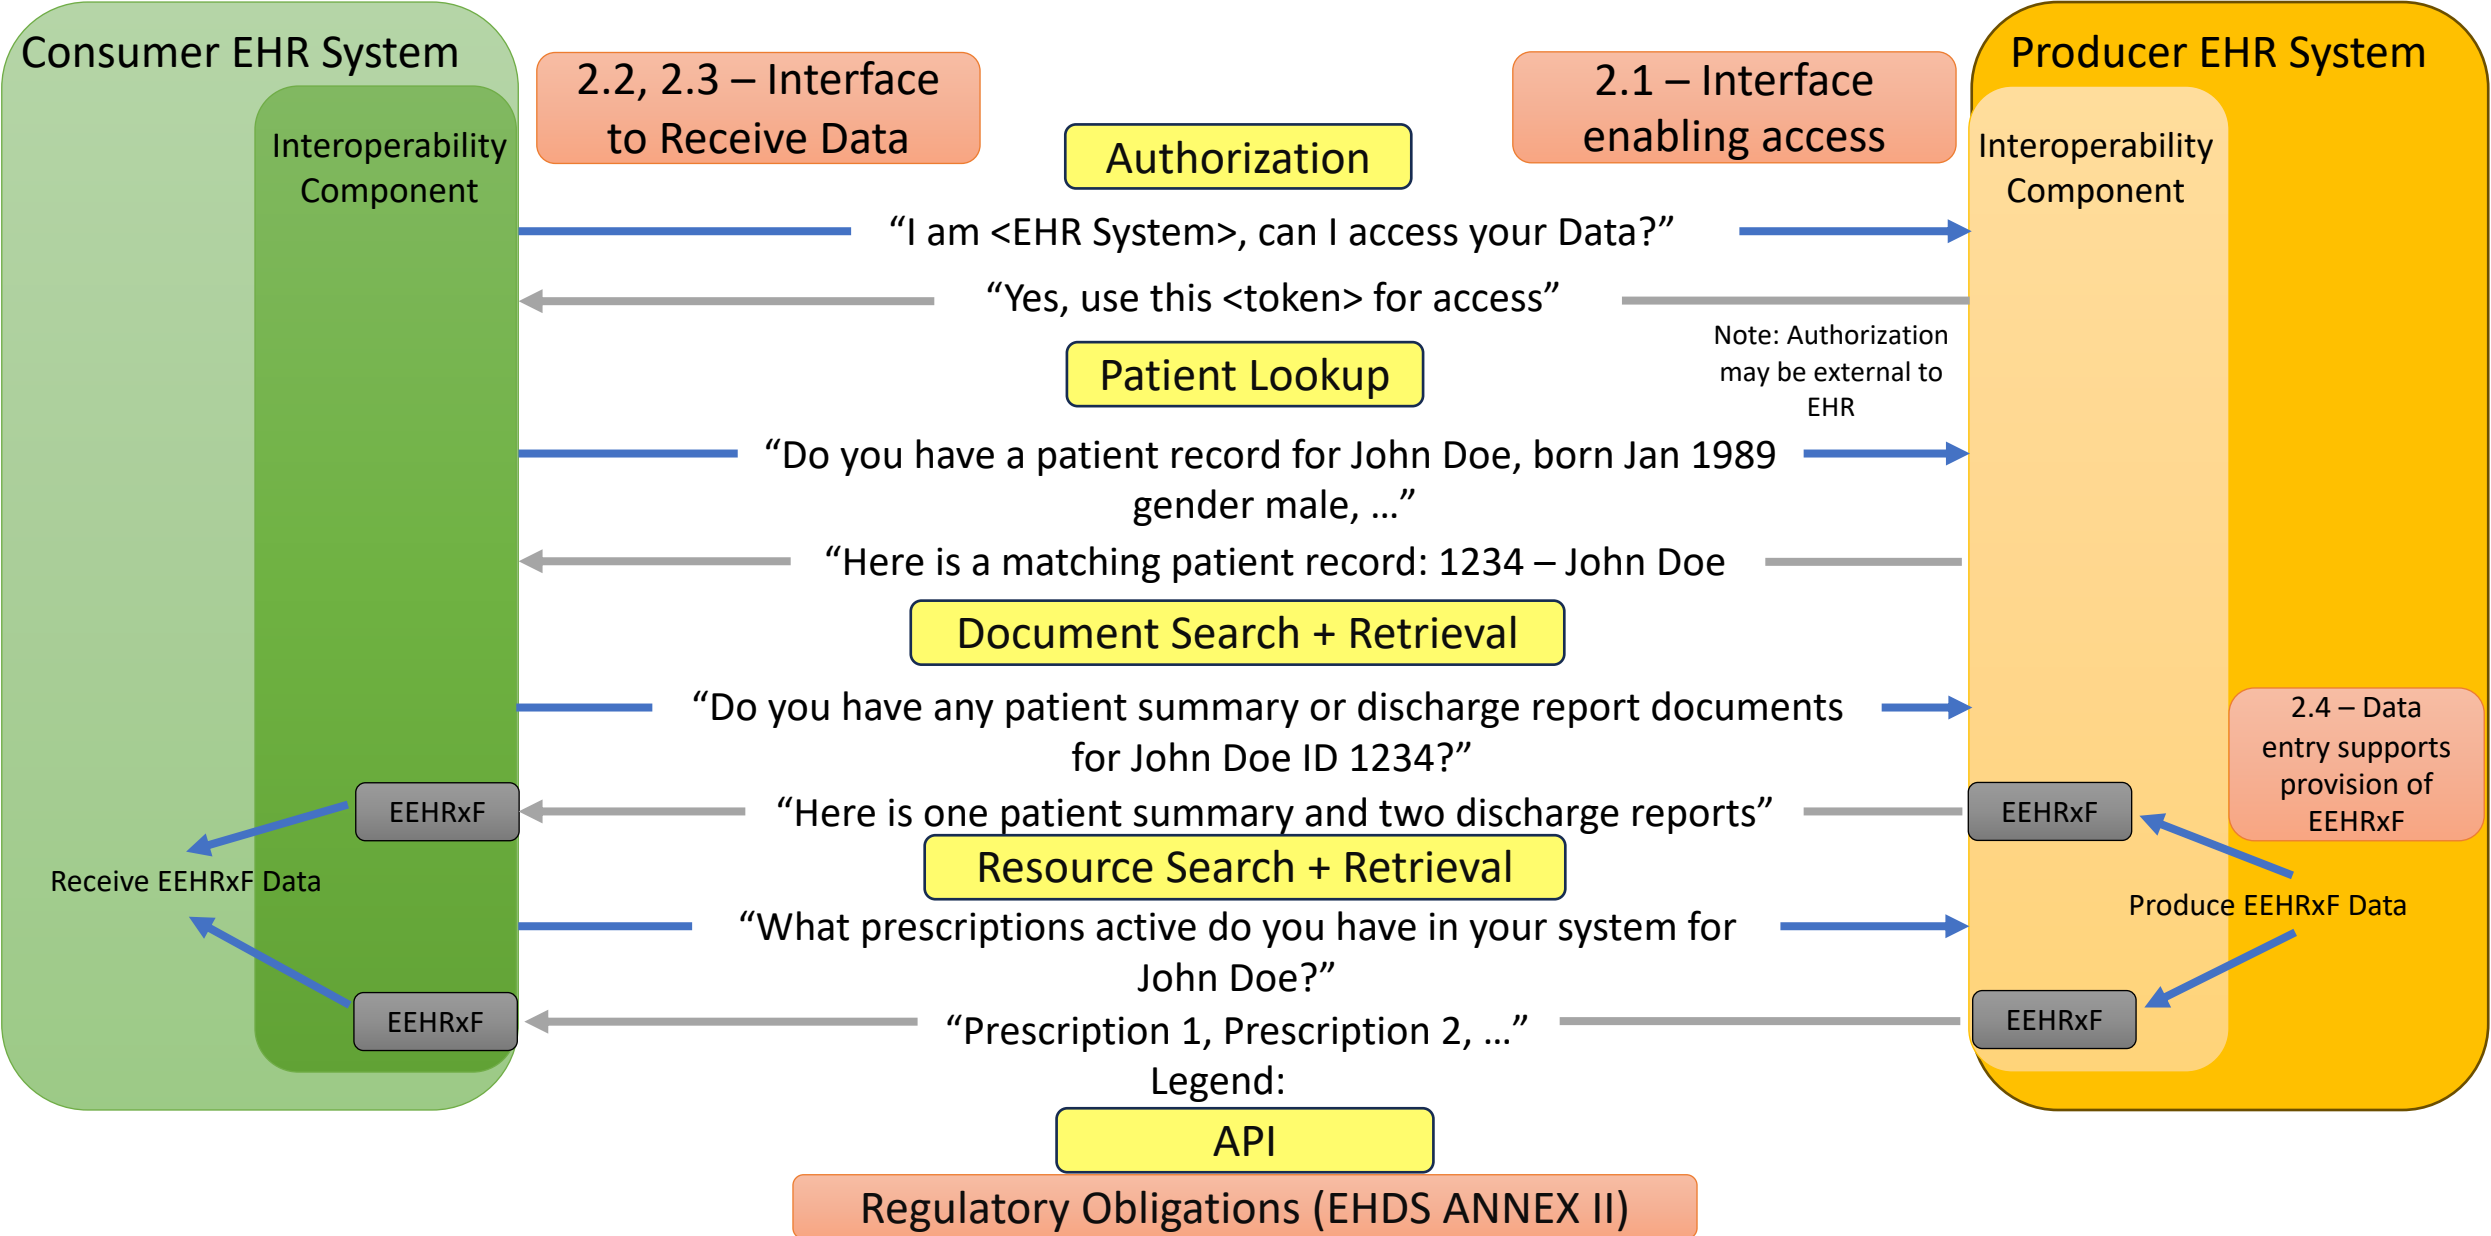 Consumer EHR System
Interoperability
Component
2.2, 2.3 – Interface
to Receive Data
2.1 – Interface
enabling access
Producer EHR System
Interoperability
Component
Authorization
“I am <EHR System>, can I access your Data?”
“Yes, use this <token> for access”
Note: Authorization
may be external to
EHR
Patient Lookup
“Do you have a patient record for John Doe, born Jan 1989
gender male, …”
“Here is a matching patient record: 1234 – John Doe
Document Search + Retrieval
“Do you have any patient summary or discharge report documents
for John Doe ID 1234?”
2.4 – Data
entry supports
provision of
EEHRxF
EEHRxF
“Here is one patient summary and two discharge reports”
EEHRxF
Resource Search + Retrieval
Receive EEHRxF Data
Produce EEHRxF Data
“What prescriptions active do you have in your system for
John Doe?”
EEHRxF
“Prescription 1, Prescription 2, …”
EEHRxF
Legend:
API
Regulatory Obligations (EHDS ANNEX II)